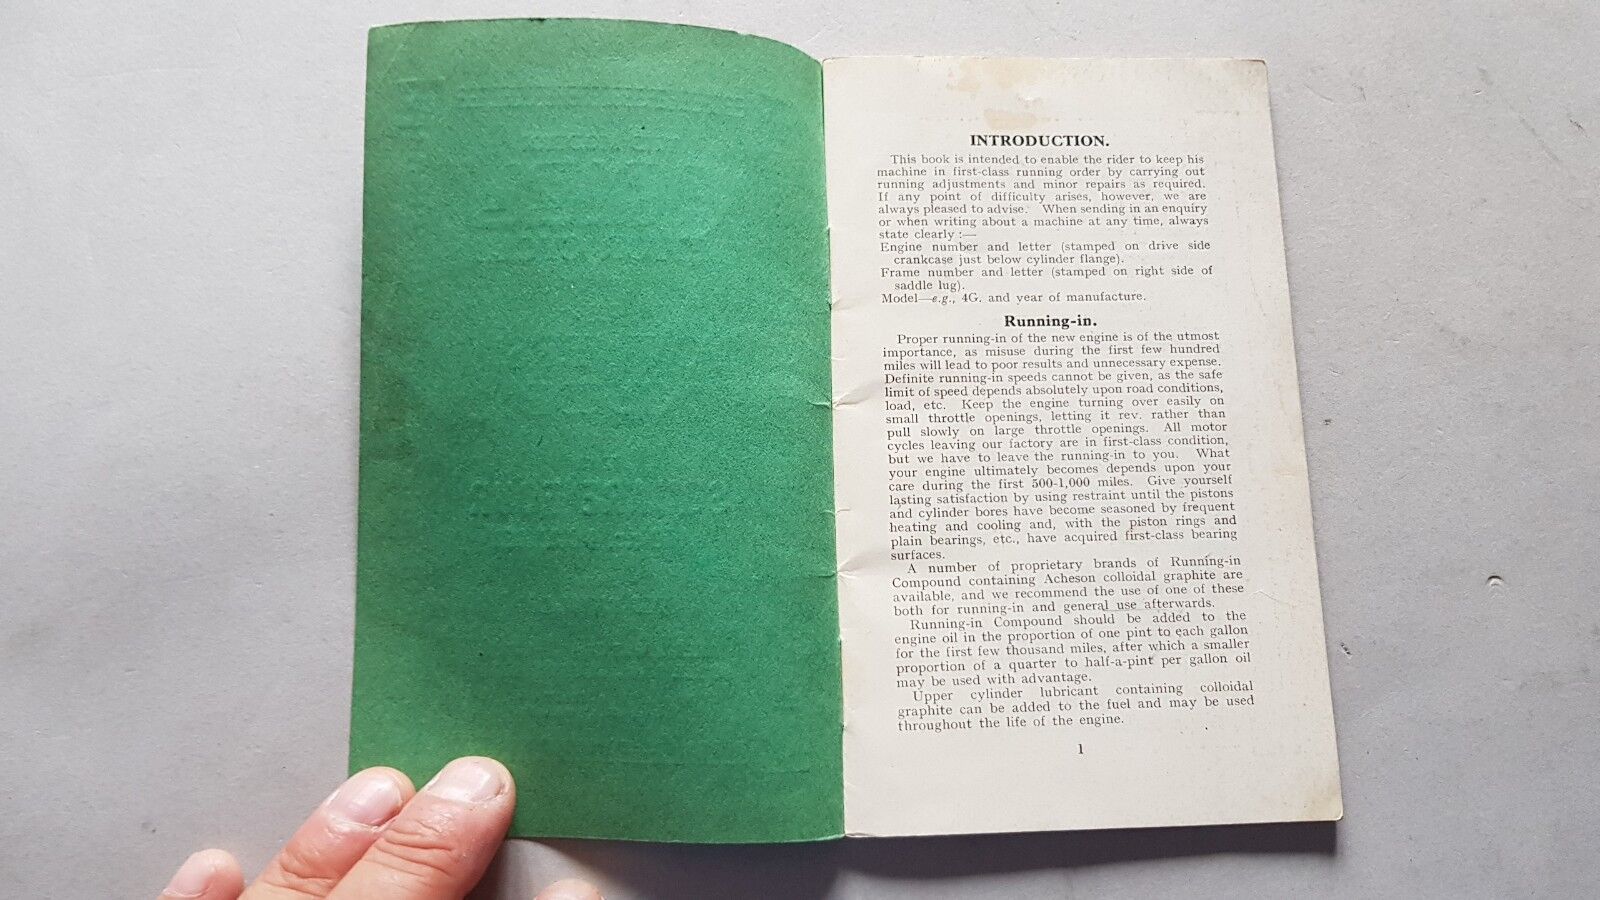 INTRODUCTION.
This book is intended to enable the rider to keep his
machine in first-class running order by carrying out
running adjustments and minor repairs as required.
If any point of difficulty arises, however, we are
always pleased to advise. When sending in an enquiry
or when writing about a machine at any time, always
state clearly :—
Engine number and letter (stamped on drive side
crankcase just below cylinder flange).
Frame number and letter (stamped on right side of
saddle lug).
Model—e.g., 4G. and year of manufacture.
Running-in.
Proper running-in of the new engine is of the utmost
importance, as misuse during the first few hundred
miles will lead to poor results and unnecessary expense.
Definite running-in speeds cannot be given, as the safe
limit of speed depends absolutely upon road conditions,
load, etc. Keep the engine turning over easily on
small throttle openings, letting it rev. rather than
pull slowly on large throttle openings. All motor
cycles leaving our factory are in first-class condition,
but we have to leave the running-in to you. What
your engine ultimately becomes depends upon your
care during the first 500-1,000 miles. Give yourself
lasting satisfaction by using restraint until the pistons
and cylinder bores have become seasoned by frequent
heating and cooling and, with the piston rings and
plain bearings, etc., have acquired first-class bearing
surfaces.
A number of proprietary brands of Running-in
Compound containing Acheson colloidal graphite are
available, and we recommend the use of one of these
both for running-in and general use afterwards.
Running-in Compound should be added to the
engine oil in the proportion of one pint to each gallon
for the first few thousand miles, after which a smaller
proportion of a quarter to half-a-pint per gallon oil
may be used with advantage.
Upper cylinder lubricant containing colloidal
graphite can be added to the fuel and may be used
throughout the life of the engine.
1